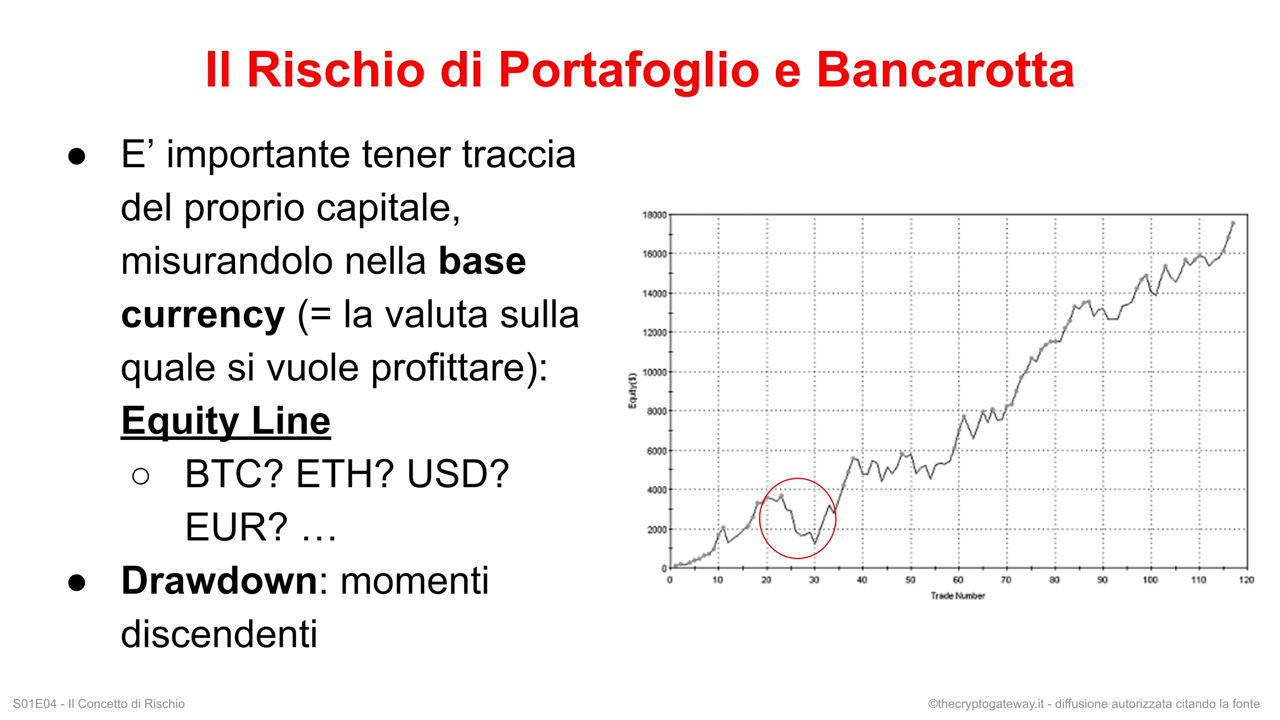 Il Rischio di Portafoglio e Bancarotta
● E’ importante tener traccia
del proprio capitale,
misurandolo nella base
currency (= la valuta sulla
quale si vuole profittare):
Equity Line
○ BTC? ETH? USD?
EUR? …
● Drawdown: momenti
discendenti
18000
16000
14000
12000
10000
8000
6000
4000
2000
0
Equity($)
0 10 20 30 40 50 60 70 80 90 100 110 120
Trade Number
S01E04 - Il Concetto di Rischio
©thecryptogateway.it - diffusione autorizzata citando la fonte